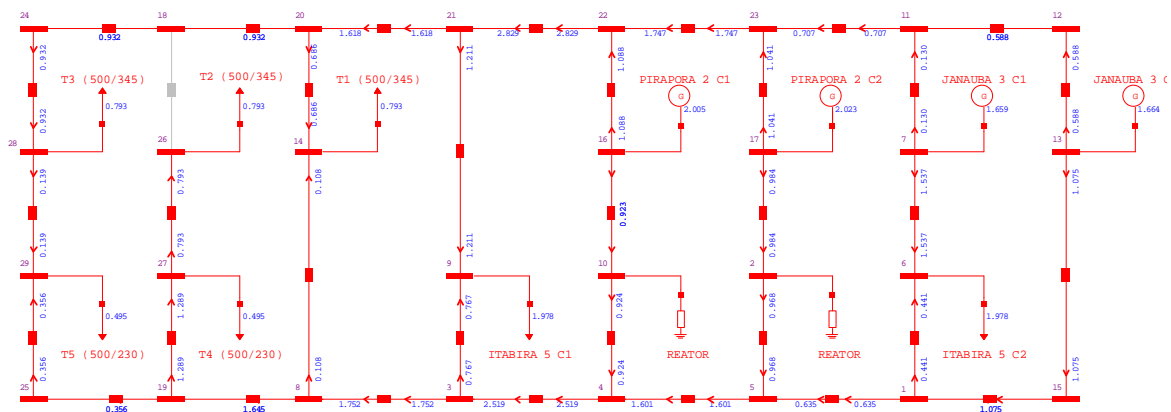 24 18 20 21 22 23 11 12
0.932 0.932 1.618 1.618 2.829 2.829 1.747 1.747 0.707 0.707 0.588
0.932 0.686 1.211 1.088 1.041 0.130 0.588
T3 (500/345) T2 (500/345) T1 (500/345) PIRAPORA 2 C1 PIRAPORA 2 C2 JANAUBA 3 C1 JANAUBA 3 C
G G G G
0.793 0.793 0.793 2.005 2.023 1.659 1.664
0.932 0.686 1.088 1.041 0.130 0.588
28 26 14 16 17 7 13
0.139 0.793 0.108 0.984 1.537 1.075
0.923
0.139 0.793 1.211 0.984 1.537
29 27 9 10 2 6
0.356 1.289 0.767 0.924 0.968 0.441
0.495 0.495 1.978 1.978
T5 (500/230) T4 (500/230) ITABIRA 5 C1 REATOR REATOR ITABIRA 5 C2
0.356 1.289 0.108 0.767 0.924 0.968 0.441 1.075
25 19 8 3 4 5 1 15
0.356 1.645 1.752 1.752 2.519 2.519 1.601 1.601 0.635 0.635 1.075